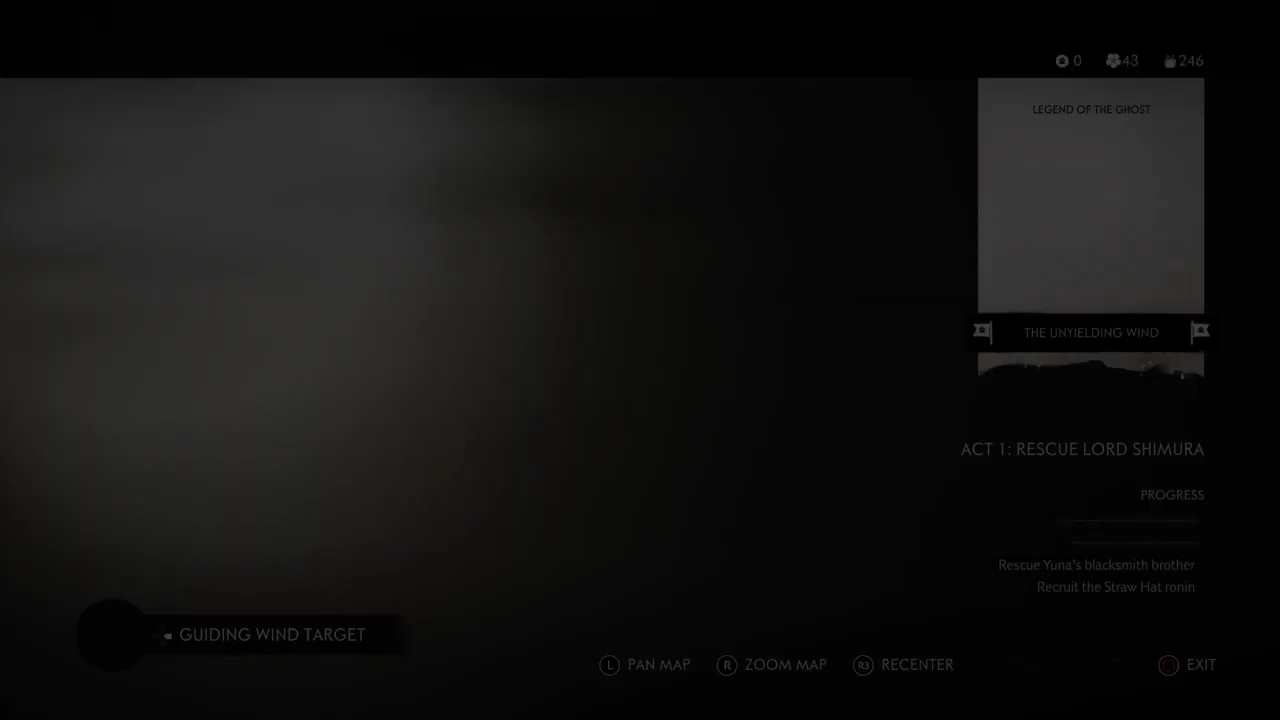 0 43 246
LEGEND OF THE GHOST
THE UNYIELDING WIND
ACT 1: RESCUE LORD SHIMURA
PROGRESS
Rescue Yuna's blacksmith brother
Recruit the Straw Hat ronin
GUIDING WIND TARGET
L PAN MAP R ZOOM MAP R3 RECENTER EXIT